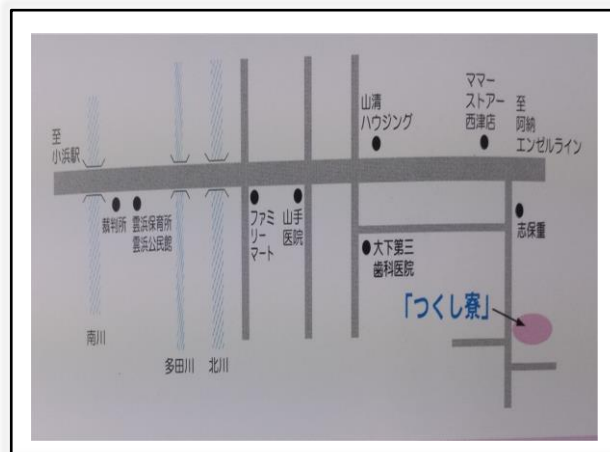 至
小浜駅
裁判所
雲浜保育所
雲浜公民館
南川
多田川
北川
ファミ
リー
マート
山手
医院
山清
ハウジング
大下第三
歯科医院
ママー
ストアー
西津店
至
阿納
エンゼルライン
志保重
「つくし寮」